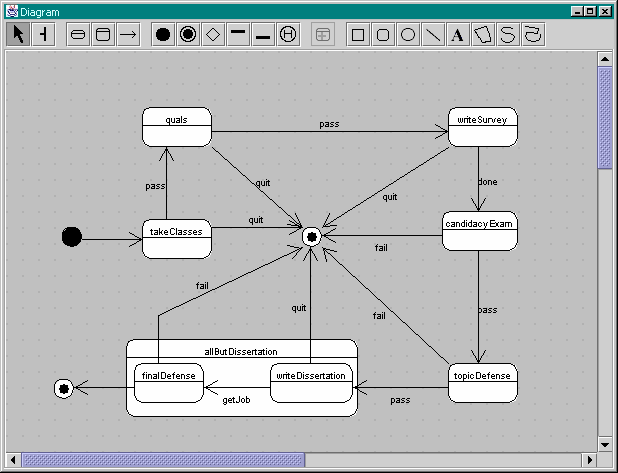 Diagram
A
H
quals
pass
writeSurvey
pass
quit
quit
done
takeClasses
quit
candidacyExam
fail
fail
quit
fail
pass
allButDissertation
finalDefense
writeDissertation
topicDefense
getJob
pass